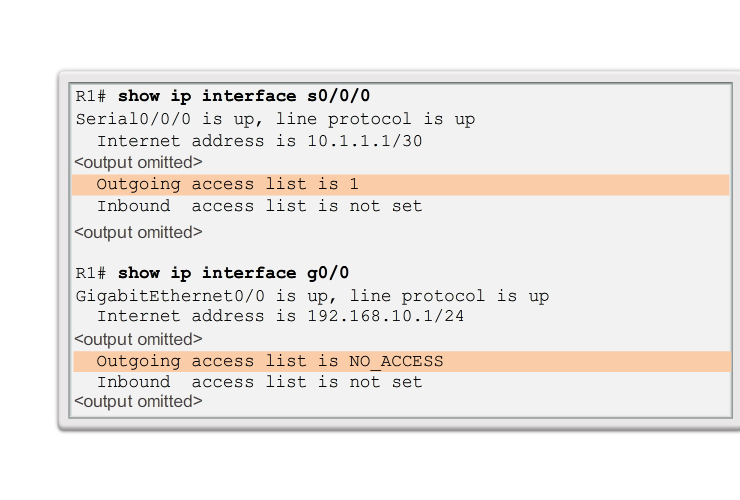 R1# show ip interface s0/0/0
Serial0/0/0 is up, line protocol is up
Internet address is 10.1.1.1/30
<output omitted>
Outgoing access list is 1
Inbound access list is not set
<output omitted>
R1# show ip interface g0/0
GigabitEthernet0/0 is up, line protocol is up
Internet address is 192.168.10.1/24
<output omitted>
Outgoing access list is NO_ACCESS
Inbound access list is not set
<output omitted>